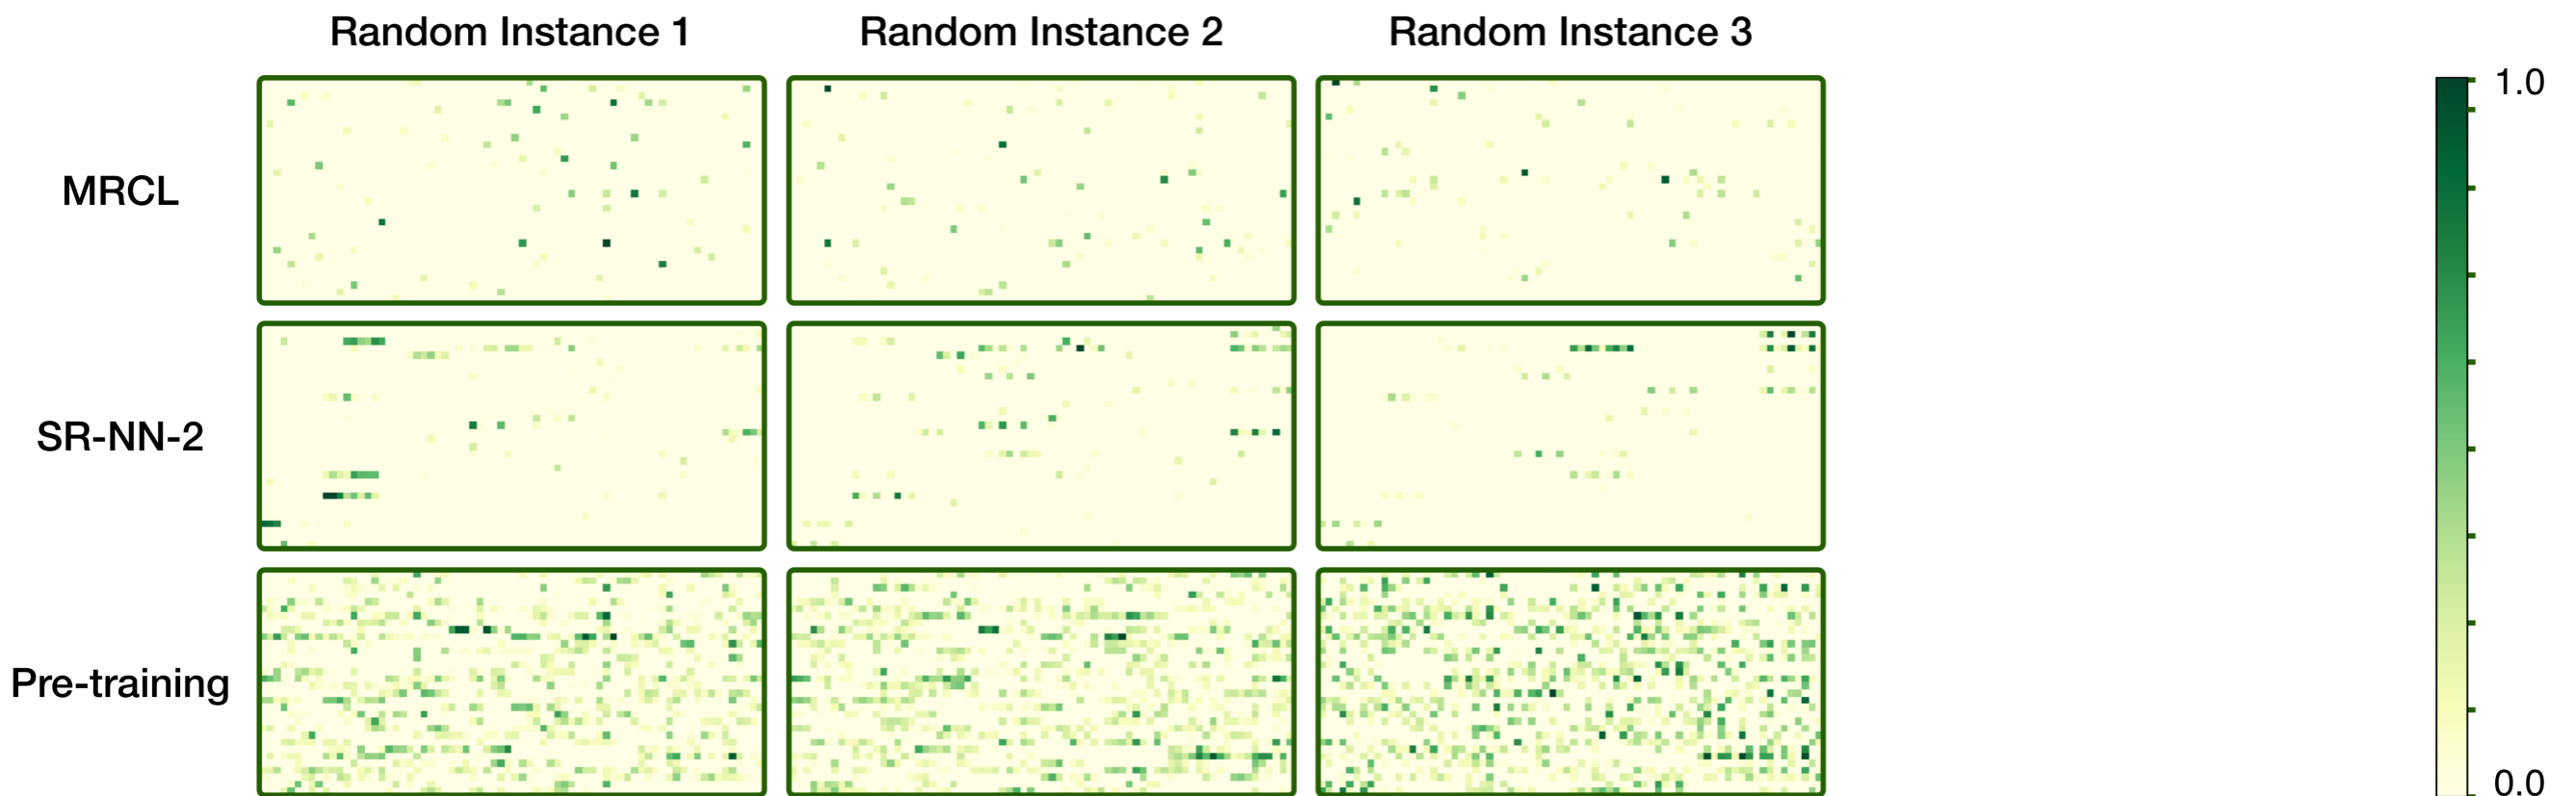 Random Instance 1
Random Instance 2
Random Instance 3
1.0
MRCL
SR-NN-2
Pre-training
0.0